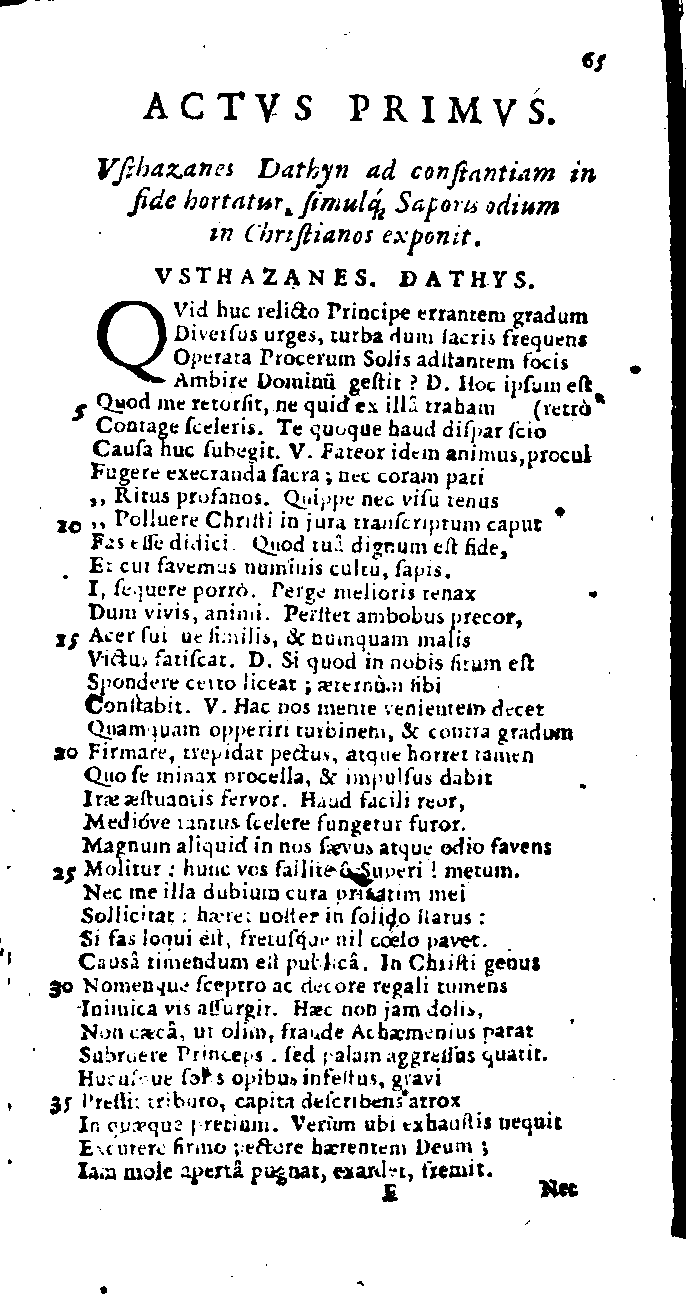 65
ACTVS PRIMVS.
Vſthazanes Dathyn ad conſtantiam in
fide hortatur, ſimulq́; Saporis odium
in Chriſtianos exponit.
VSTHAZANES. DATHYS.
QVid huc relicto Principe errantem gradum
Diverſus urges, turba dum ſacris frequens
Operata Procerum Solis adſtantem focis
Ambire Dominū geſtit ? D. Hoc ipſum eſt
5 Quod me retorſit, ne quid ex illâ traham (retrò
Contage ſceleris. Te quoque haud diſpar ſcio
Cauſa huc ſubegit. V. Fateor idem animus, procul
Fugere execranda ſacra ; nec coram pati
,, Ritus profanos. Quippe nec viſu tenus
10 ,, Polluere Chriſti in jura tranſcriptum caput
Fas eſſe didici. Quod tuâ dignum eſt fide,
Et cui favemus numinis cultu, ſapis.
I, ſequere porrò. Perge melioris tenax
Dum vivis, animi. Perſtet ambobus precor,
15 Acer ſui ue ſimilis, & numquam malis
Victus fatiſcat. D. Si quod in nobis ſitum eſt
Spondere certo liceat ; æternùm ſibi
Conſtabit. V. Hac nos mente venientem decet
Quamquam opperiri turbinem, & contra gradum
20 Firmare, trepidat pectus, atque horret tamen
Quo ſe minax procella, & impulſus dabit
Iræ æſtuantis fervor. Haud facili reor,
Medióve tantus ſcelere fungetur furor.
Magnum aliquid in nos ſævus atque odio favens
25 Molitur : hunc vos fallite ô Superi ! metum.
Nec me illa dubium cura privatim mei
Sollicitat : hæret noſter in ſolido ſtatus :
Si fas loqui eſt, fretuſq́ue nil cœlo pavet.
Causâ timendum eſt publicâ. In Chriſti genus
30 Nomenque ſceptro ac decore regali tumens
Inimica vis aſſurgit. Hæc non jam dolis,
Non cæcâ, ut olim, fraude Achæmenius parat
Subruere Princeps . ſed palam aggreſſus quatit.
Hucuſque ſolis opibus infeſtus, gravi
35 Preſſit tributo, capita deſcribens atrox
In quæque pretium. Verùm ubi exhauſtis nequit
Excutere firmo pectore hærentem Deum ;
Iam mole apertâ pugnat, exardet, fremit.
E Nec